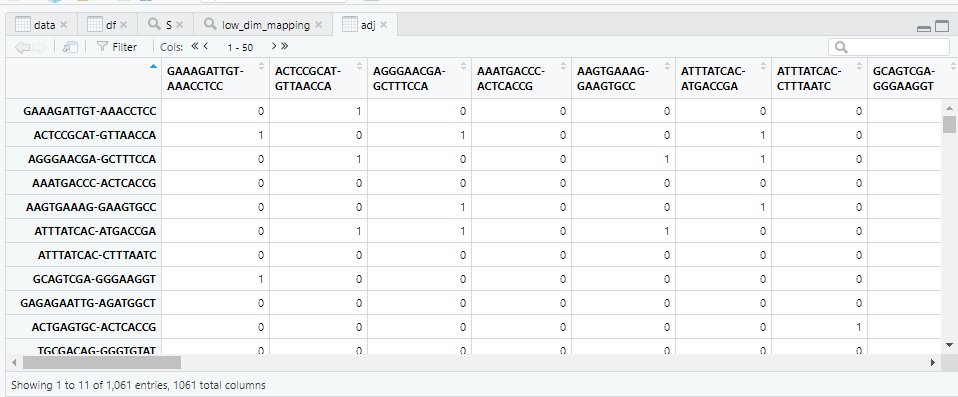 data df S low_dim_mapping adj
Filter Cols: 1 - 50
GAAAGATTGT- ACTCCGCAT- AGGGAACGA- AAATGACCC- AAGTGAAAG- ATTTATCAC- ATTTATCAC- GCAGTCGA-
AAACCTCC GTTAACCA GCTTTCCA ACTCACCG GAAGTGCC ATGACCGA CTTTAATC GGGAAGGT
GAAAGATTGT-AAACCTCC 0 1 0 0 0 0 0
ACTCCGCAT-GTTAACCA 1 0 1 0 0 1 0
AGGGAACGA-GCTTTCCA 0 1 0 0 1 1 0
AAATGACCC-ACTCACCG 0 0 0 0 0 0 0
AAGTGAAAG-GAAGTGCC 0 0 1 0 0 1 0
ATTTATCAC-ATGACCGA 0 1 1 0 1 0 0
ATTTATCAC-CTTTAATC 0 0 0 0 0 0 0
GCAGTCGA-GGGAAGGT 1 0 0 0 0 0 0
GAGAGAATTG-AGATGGCT 0 0 0 0 0 0 0
ACTGAGTGC-ACTCACCG 0 0 0 0 0 0 1
TGCGACAG-GGGTGTAT 0 0 0 0 0 0 0
Showing 1 to 11 of 1,061 entries, 1061 total columns